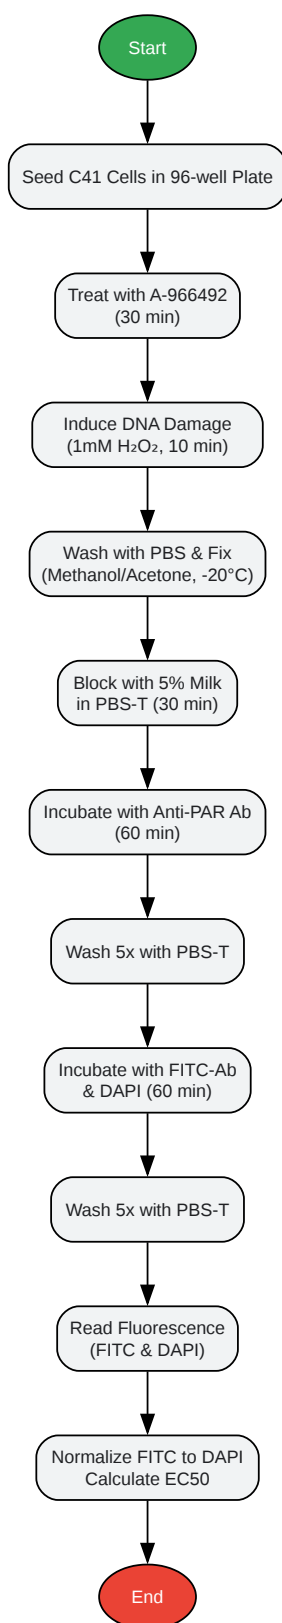 Start
Seed C41 Cells in 96-well Plate
Treat with A-966492
(30 min)
Induce DNA Damage
(1mM H₂O₂, 10 min)
Wash with PBS & Fix
(Methanol/Acetone, -20°C)
Block with 5% Milk
in PBS-T (30 min)
Incubate with Anti-PAR Ab
(60 min)
Wash 5x with PBS-T
Incubate with FITC-Ab
& DAPI (60 min)
Wash 5x with PBS-T
Read Fluorescence
(FITC & DAPI)
Normalize FITC to DAPI
Calculate EC50
End